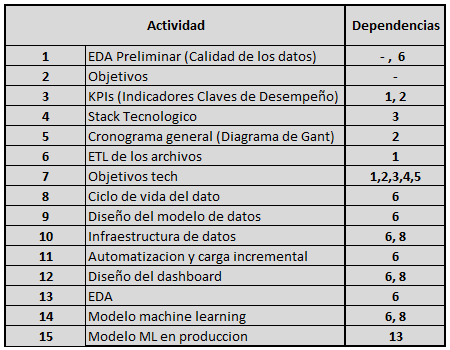 Actividad Dependencias
1 EDA Preliminar (Calidad de los datos) - , 6
2 Objetivos -
3 KPIs (Indicadores Claves de Desempeño) 1, 2
4 Stack Tecnologico 3
5 Cronograma general (Diagrama de Gant) 2
6 ETL de los archivos 1
7 Objetivos tech 1,2,3,4,5
8 Ciclo de vida del dato 6
9 Diseño del modelo de datos 6
10 Infraestructura de datos 6, 8
11 Automatizacion y carga incremental 6
12 Diseño del dashboard 6, 8
13 EDA 6
14 Modelo machine learning 6, 8
15 Modelo ML en produccion 13